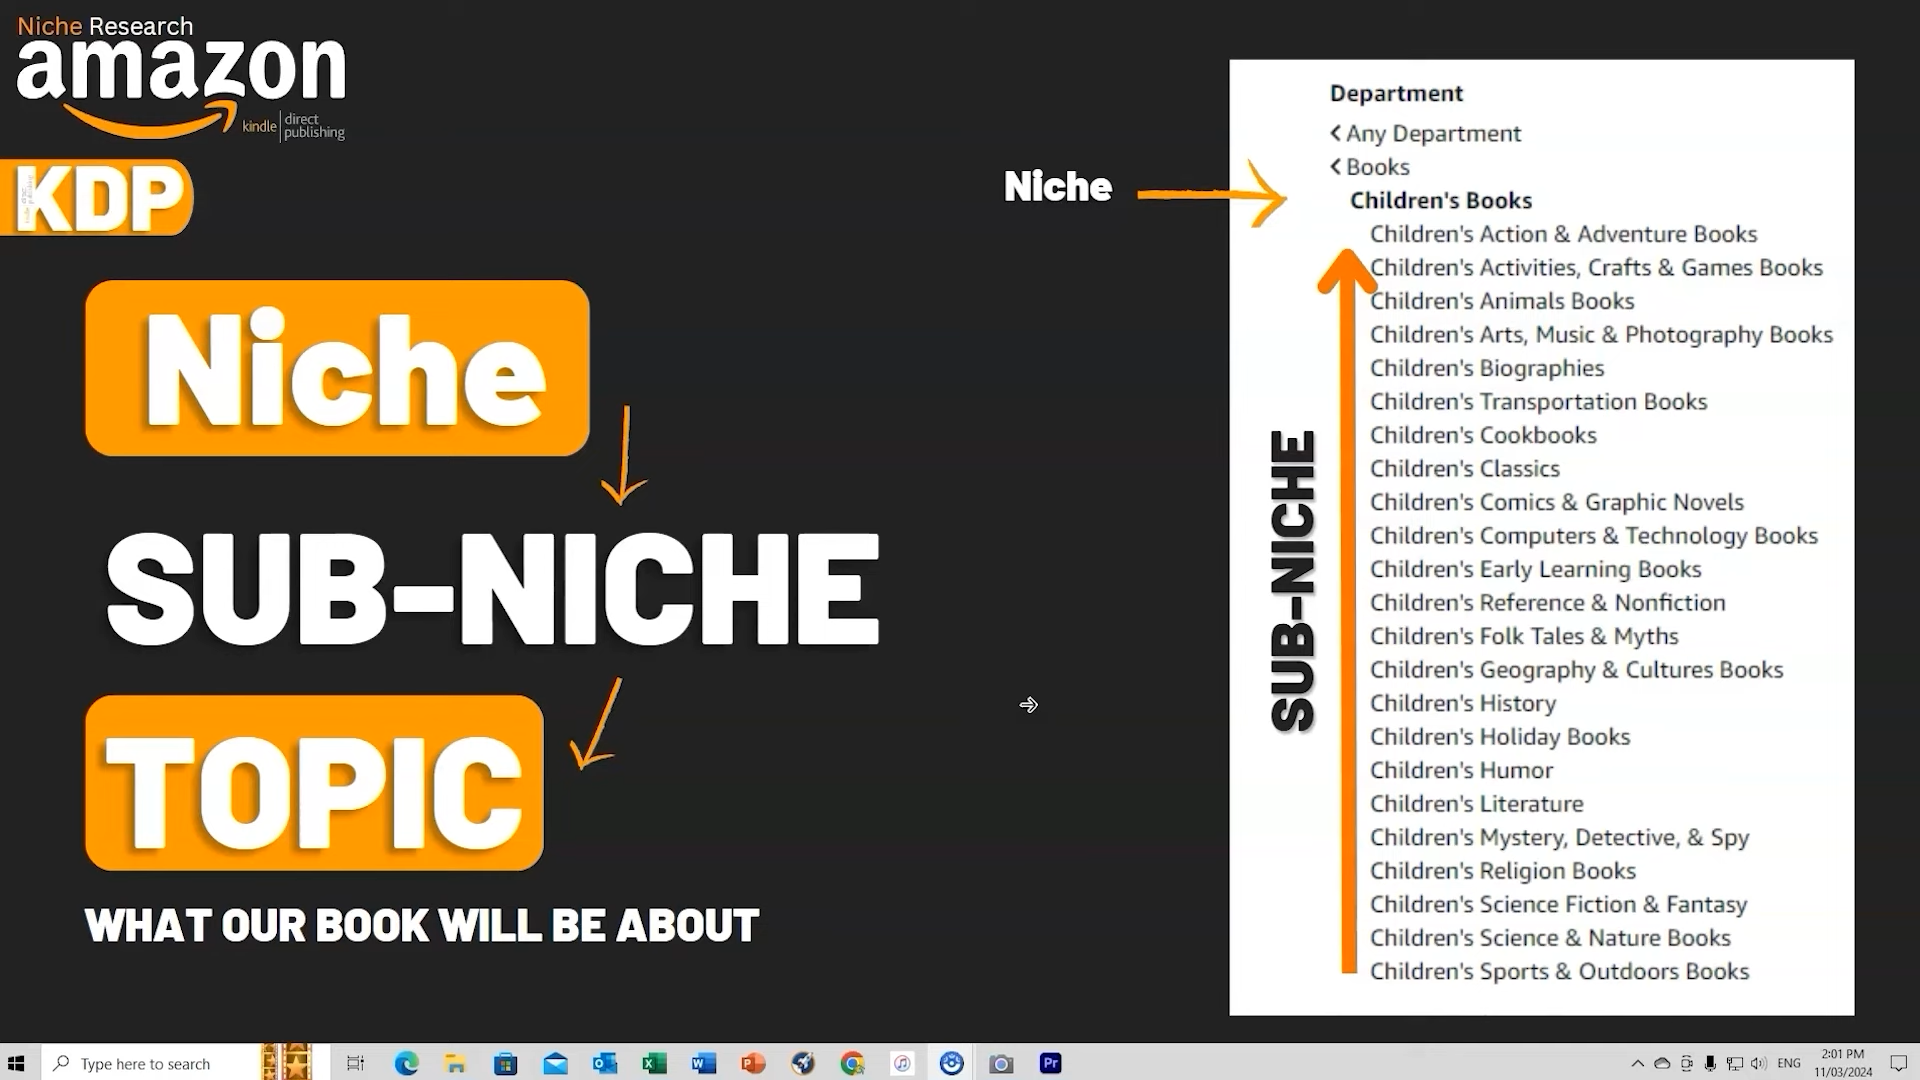 Niche Research
amazon
kindle direct publishing
KDP
Niche
SUB-NICHE
TOPIC
WHAT OUR BOOK WILL BE ABOUT
Niche
SUB-NICHE
Department
Any Department
Books
Children's Books
Children's Action & Adventure Books
Children's Activities, Crafts & Games Books
Children's Animals Books
Children's Arts, Music & Photography Books
Children's Biographies
Children's Transportation Books
Children's Cookbooks
Children's Classics
Children's Comics & Graphic Novels
Children's Computers & Technology Books
Children's Early Learning Books
Children's Reference & Nonfiction
Children's Folk Tales & Myths
Children's Geography & Cultures Books
Children's History
Children's Holiday Books
Children's Humor
Children's Literature
Children's Mystery, Detective, & Spy
Children's Religion Books
Children's Science Fiction & Fantasy
Children's Science & Nature Books
Children's Sports & Outdoors Books
Type here to search
Pr
ENG
2:01 PM
11/03/2024